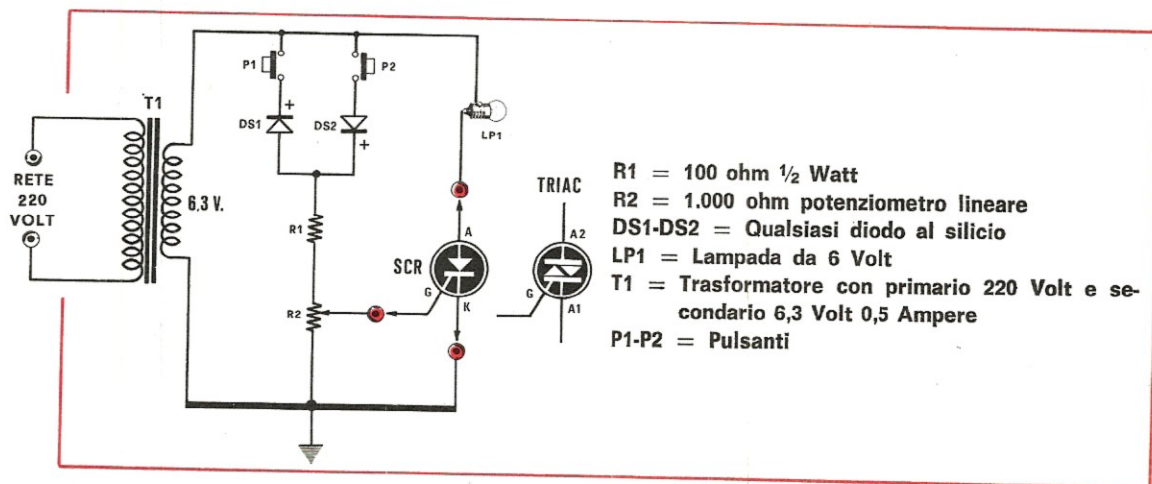 T1
P1
P2
+
DS1
DS2
+
LP1
RETE
220
VOLT
6,3 V.
R1
R2
SCR
A
G
K
TRIAC
A2
G
A1
R1 = 100 ohm ½ Watt
R2 = 1.000 ohm potenziometro lineare
DS1-DS2 = Qualsiasi diodo al silicio
LP1 = Lampada da 6 Volt
T1 = Trasformatore con primario 220 Volt e se-
condario 6,3 Volt 0,5 Ampere
P1-P2 = Pulsanti